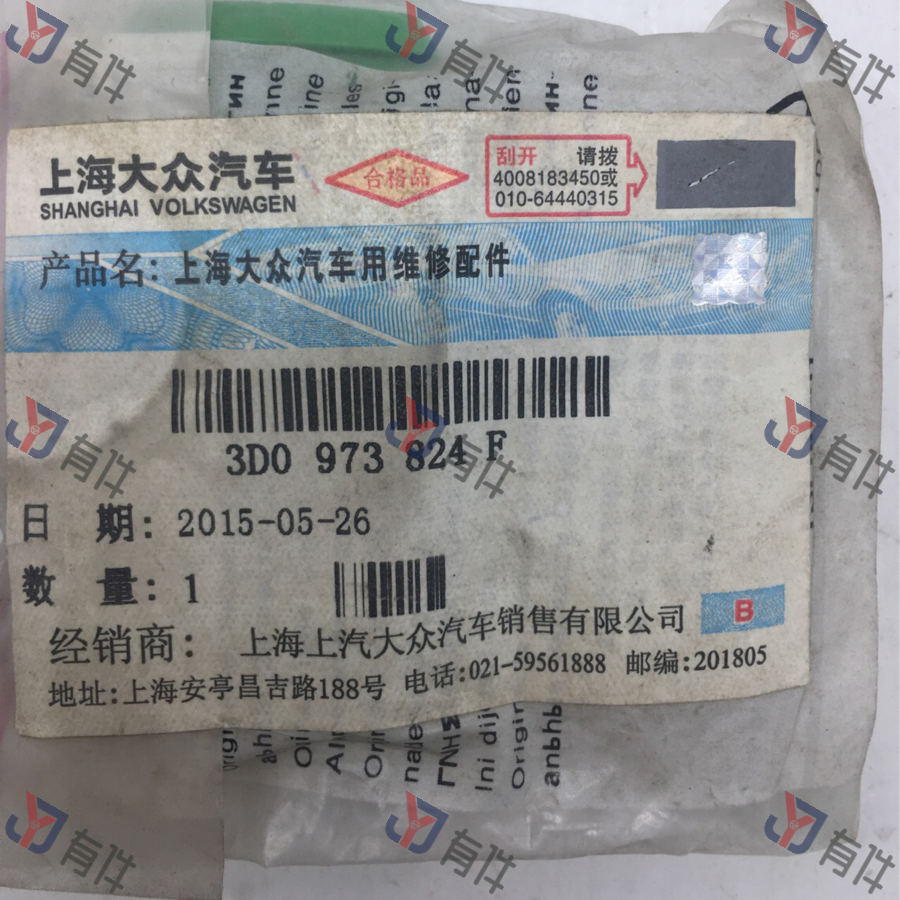 有件 有件 有件
上海大众汽车
SHANGHAI VOLKSWAGEN
合格品
刮开 请拨
4008183450或
010-64440315
产品名：上海大众汽车用维修配件
3D0 973 824 F
日 期：2015-05-26
有件 有件 有件
数 量：1
B
经销商： 上海上汽大众汽车销售有限公司
地址：上海安亭昌吉路188号 电话：021-59561888 邮编：201805
有件 有件 有件